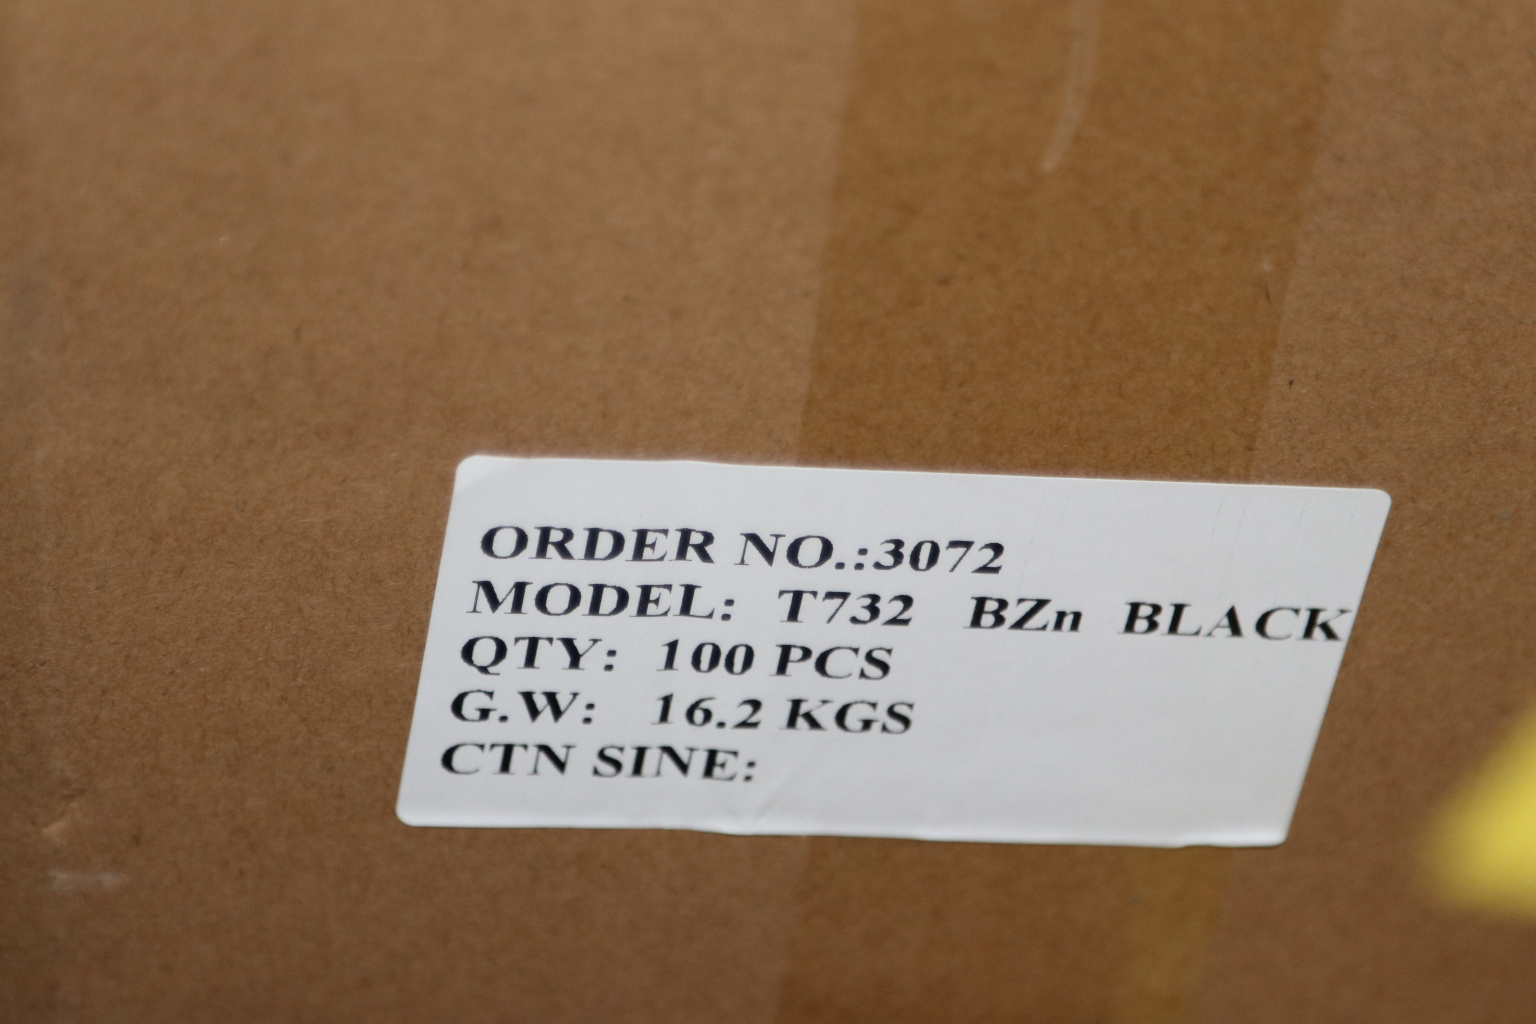 ORDER NO.:3072
MODEL: T732 BZn BLACK
QTY: 100 PCS
G.W: 16.2 KGS
CTN SINE: